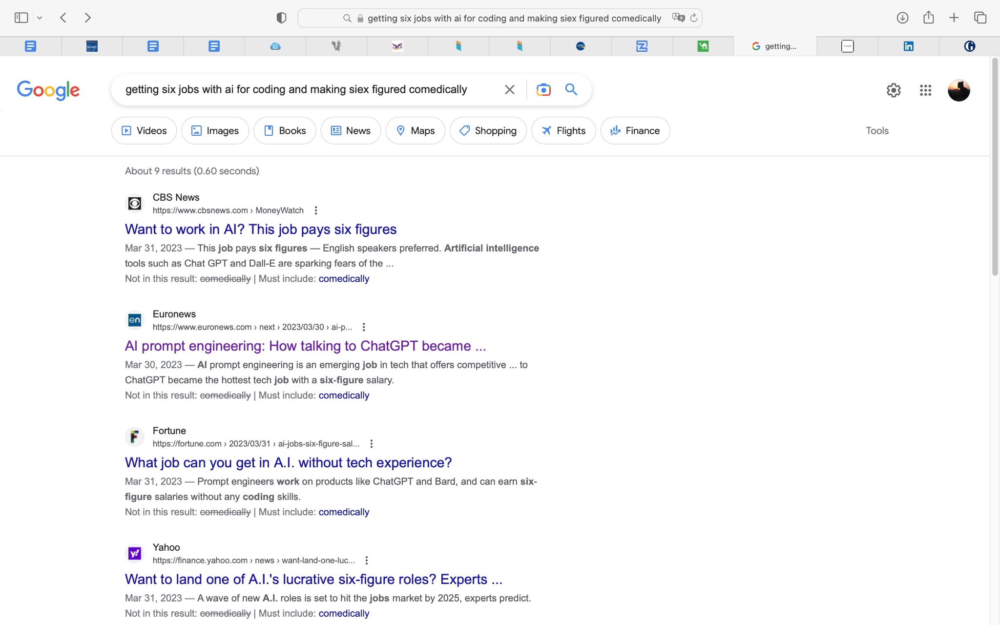 getting six jobs with ai for coding and making siex figured comedically
getting...
Google
getting six jobs with ai for coding and making siex figured comedically
Videos
Images
Books
News
Maps
Shopping
Flights
Finance
Tools
About 9 results (0.60 seconds)
CBS News
https://www.cbsnews.com › MoneyWatch
Want to work in AI? This job pays six figures
Mar 31, 2023 — This job pays six figures — English speakers preferred. Artificial intelligence
tools such as Chat GPT and Dall-E are sparking fears of the ...
Not in this result: comedically | Must include: comedically
en
Euronews
https://www.euronews.com › next › 2023/03/30 › ai-p...
AI prompt engineering: How talking to ChatGPT became ...
Mar 30, 2023 — AI prompt engineering is an emerging job in tech that offers competitive ... to
ChatGPT became the hottest tech job with a six-figure salary.
Not in this result: comedically | Must include: comedically
F
Fortune
https://fortune.com › 2023/03/31 › ai-jobs-six-figure-sal...
What job can you get in A.I. without tech experience?
Mar 31, 2023 — Prompt engineers work on products like ChatGPT and Bard, and can earn six-
figure salaries without any coding skills.
Not in this result: comedically | Must include: comedically
y!
Yahoo
https://finance.yahoo.com › news › want-land-one-luc...
Want to land one of A.I.'s lucrative six-figure roles? Experts ...
Mar 31, 2023 — A wave of new A.I. roles is set to hit the jobs market by 2025, experts predict.
Not in this result: comedically | Must include: comedically